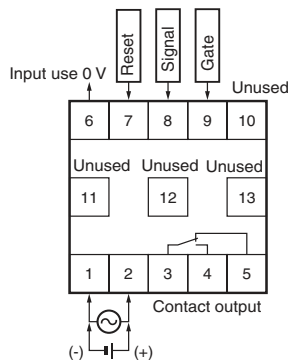 Reset
Signal
Gate
Input use 0 V
Unused
6 7 8 9 10
Unused Unused Unused
11 12 13
1 2 3 4 5
Contact output
(-) (+)